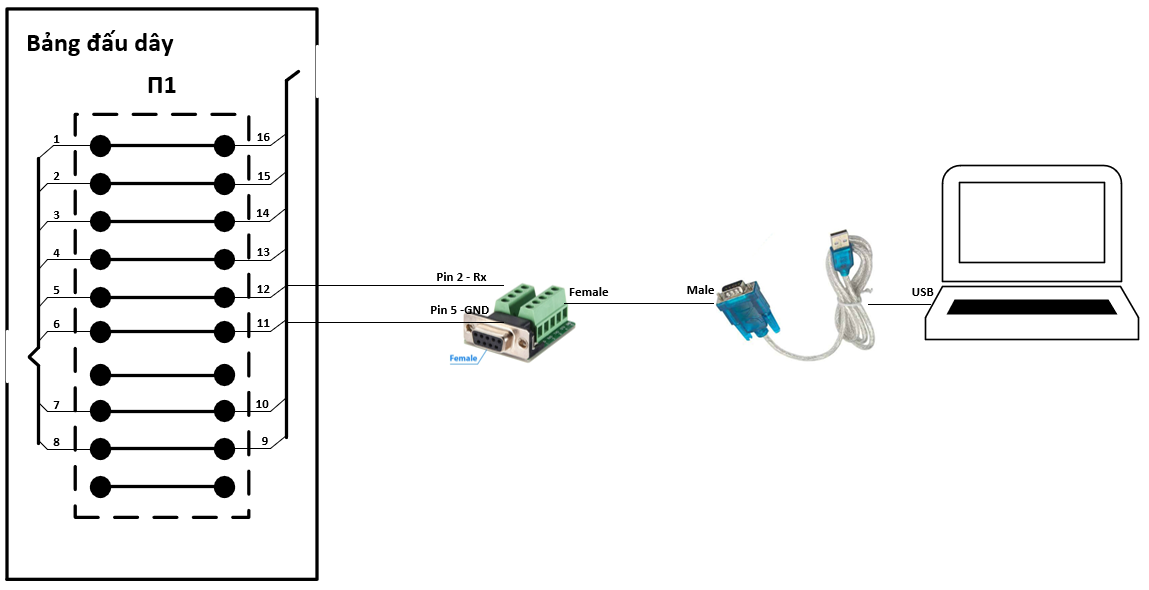 Bảng đấu dây
П1
1
16
2
15
3
14
4
13
5
12
6
11
7
10
8
9
Pin 2 - Rx
Pin 5 -GND
Female
Female
Male
USB